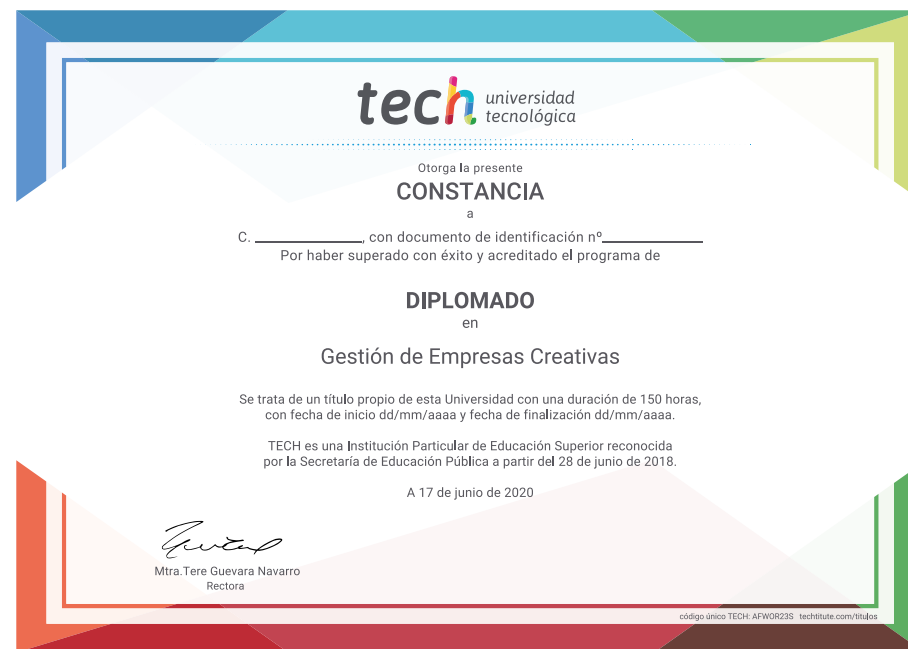 tech universidad
tecnológica
Otorga la presente
CONSTANCIA
a
C. ____________, con documento de identificación nº____________
Por haber superado con éxito y acreditado el programa de
DIPLOMADO
en
Gestión de Empresas Creativas
Se trata de un título propio de esta Universidad con una duración de 150 horas,
con fecha de inicio dd/mm/aaaa y fecha de finalización dd/mm/aaaa.
TECH es una Institución Particular de Educación Superior reconocida
por la Secretaría de Educación Pública a partir del 28 de junio de 2018.
A 17 de junio de 2020
Mtra.Tere Guevara Navarro
Rectora
código único TECH: AFWOR23S techtitute.com/titulos